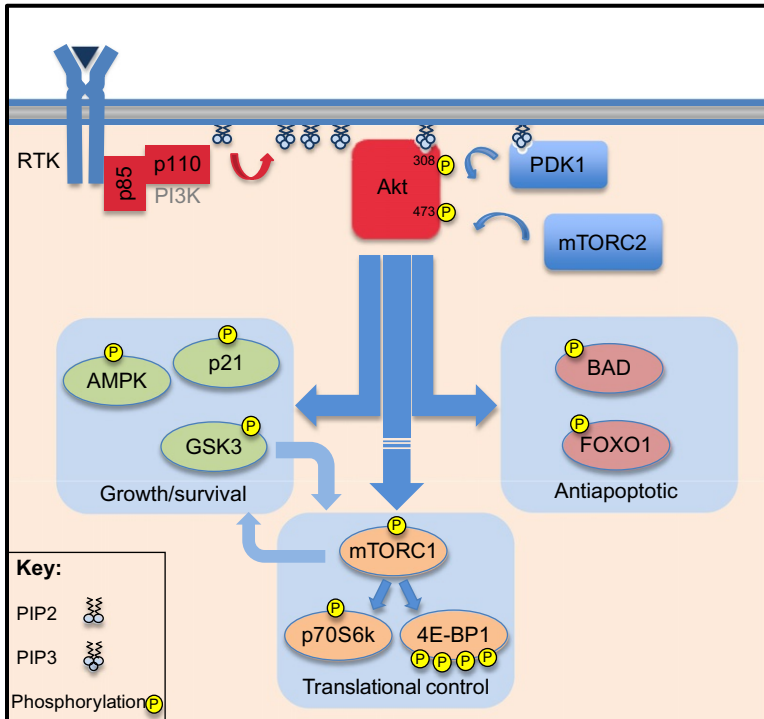 RTK
p85
p110
PI3K
308
P
Akt
473
P
PDK1
mTORC2
P
AMPK
P
p21
P
GSK3
Growth/survival
P
BAD
P
FOXO1
Antiapoptotic
P
mTORC1
P
p70S6k
4E-BP1
P P P P
Translational control
Key:
PIP2
PIP3
Phosphorylation P